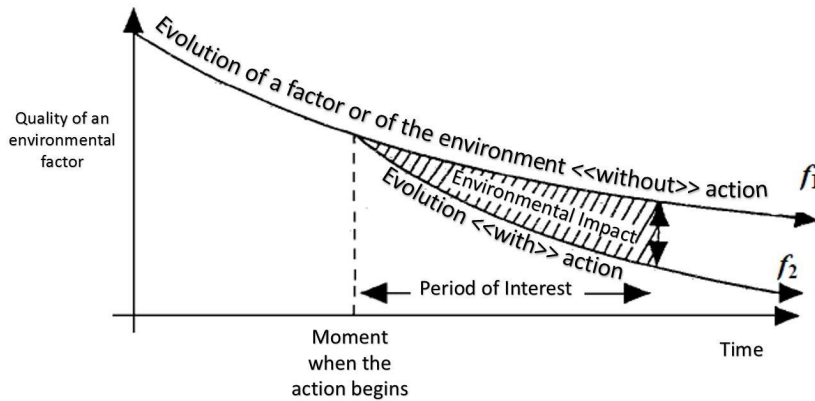 Evolution of a factor or of the environment <<without>> action
Quality of an
environmental
factor
f1
Environmental Impact
Evolution <<with>> action
f2
Period of Interest
Moment
when the
action begins
Time